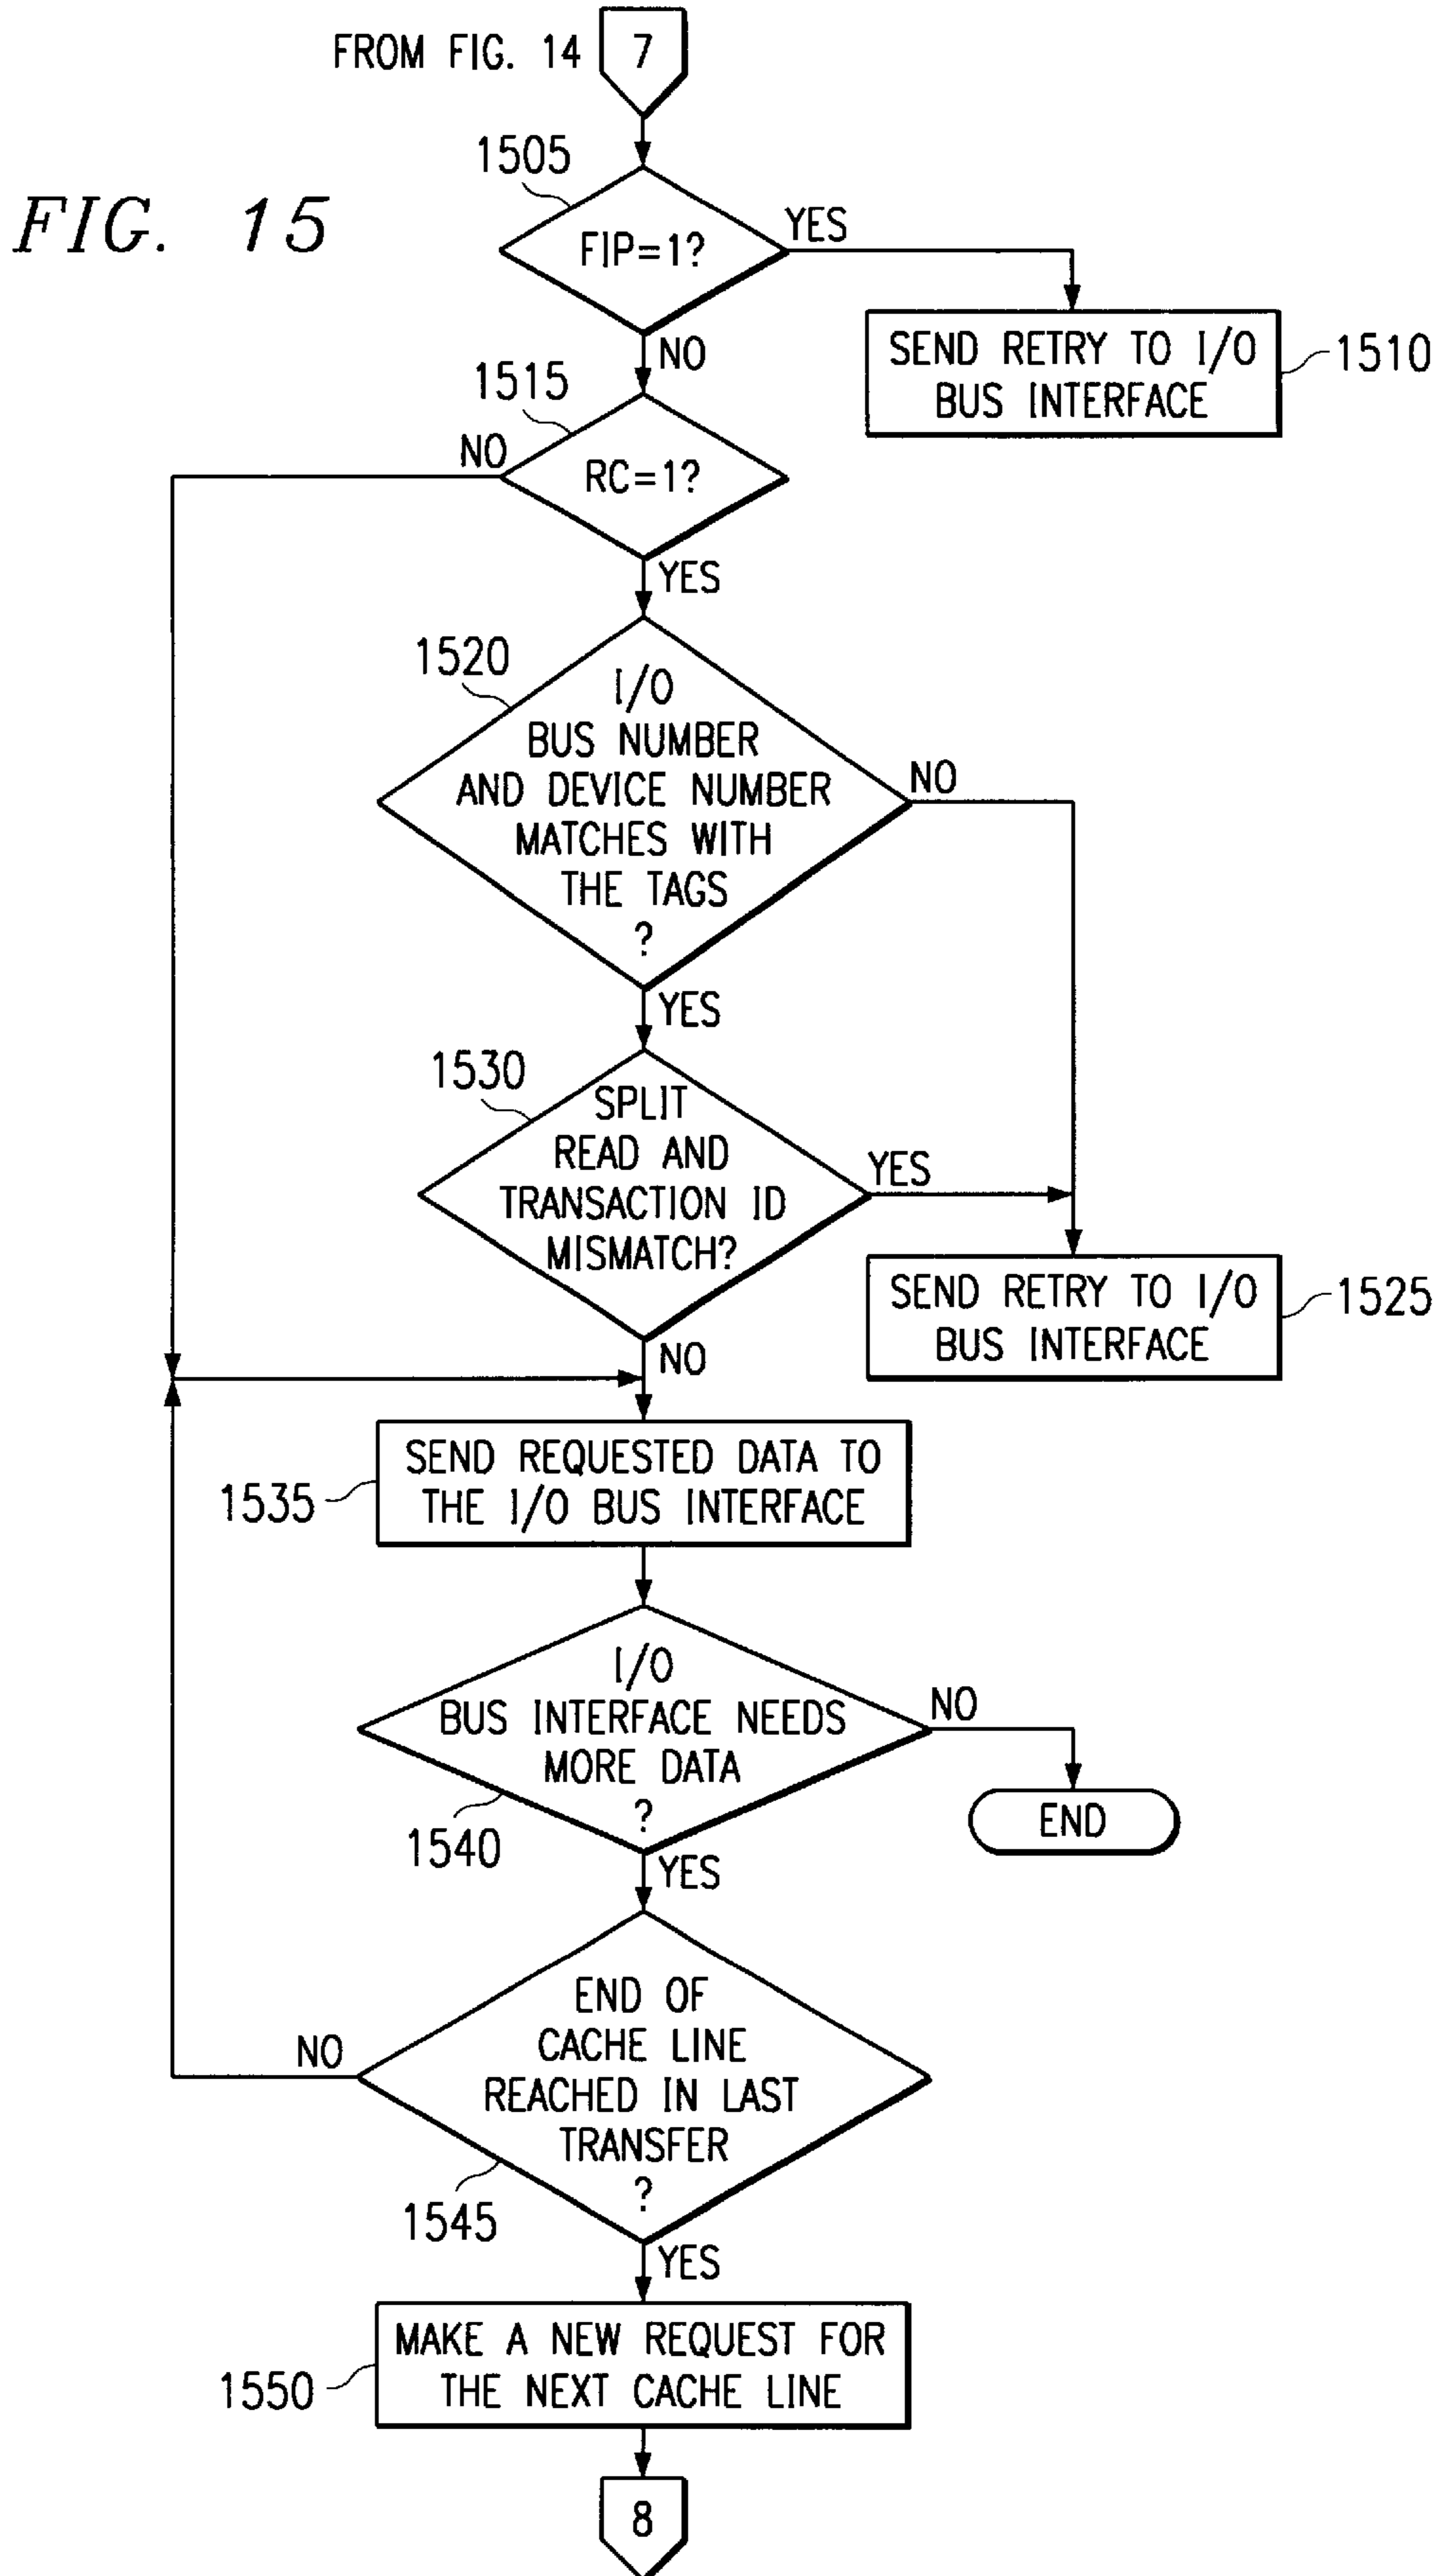 FROM FIG. 14
7
FIG. 15
1505
FIP=1?
YES
NO
SEND RETRY TO I/O
BUS INTERFACE
1510
1515
NO
RC=1?
YES
1520
I/O
BUS NUMBER
AND DEVICE NUMBER
MATCHES WITH
THE TAGS
?
NO
YES
1530
SPLIT
READ AND
TRANSACTION ID
MISMATCH?
YES
NO
SEND RETRY TO I/O
BUS INTERFACE
1525
SEND REQUESTED DATA TO
THE I/O BUS INTERFACE
1535
I/O
BUS INTERFACE NEEDS
MORE DATA
?
1540
NO
END
YES
END OF
CACHE LINE
REACHED IN LAST
TRANSFER
?
NO
1545
YES
MAKE A NEW REQUEST FOR
THE NEXT CACHE LINE
1550
8